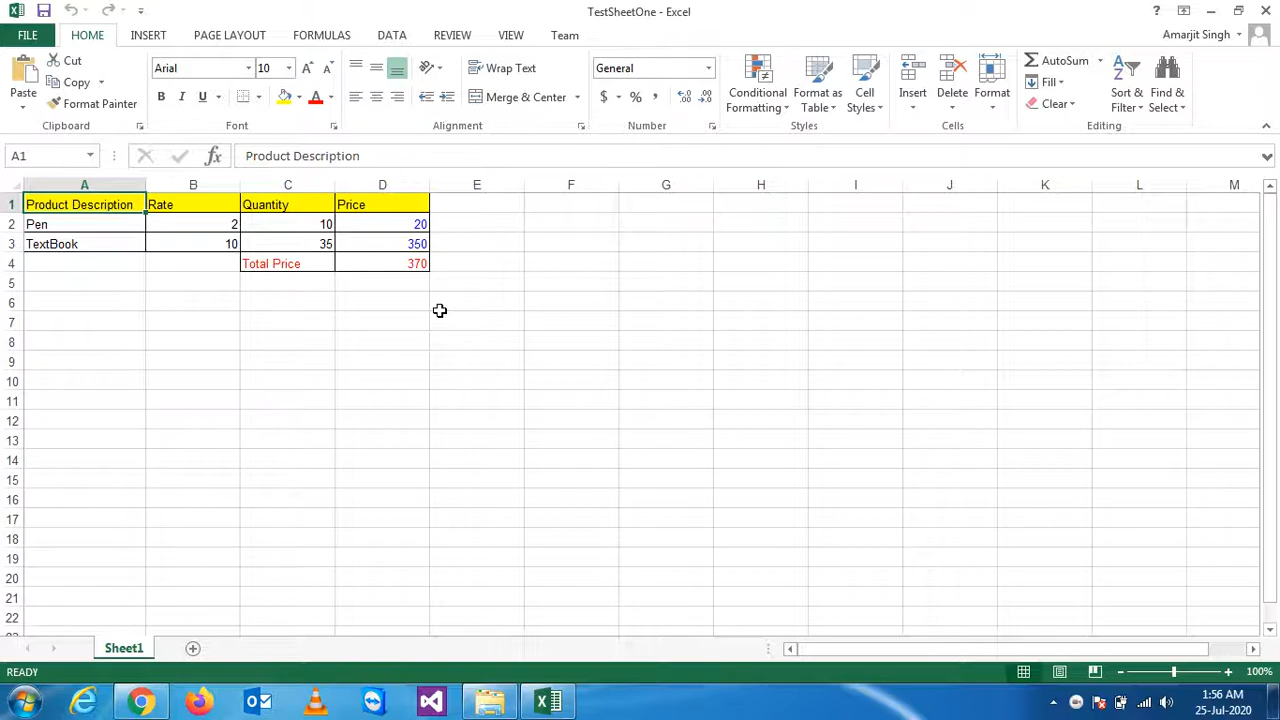 TestSheetOne - Excel
?
FILE HOME INSERT PAGE LAYOUT FORMULAS DATA REVIEW VIEW Team Amarjit Singh
Paste
Cut
Copy
Format Painter
Clipboard
Arial 10
B I U A
Font
Wrap Text
Merge & Center
Alignment
General
$ % ,
Number
Conditional Formatting
Format as Table
Cell Styles
Styles
Insert
Delete
Format
Cells
AutoSum
Fill
Clear
Sort & Filter
Find & Select
Editing
A1 fx Product Description
A B C D E F G H I J K L M
1 Product Description Rate Quantity Price
2 Pen 2 10 20
3 TextBook 10 35 350
4 Total Price 370
5
6
7
8
9
10
11
12
13
14
15
16
17
18
19
20
21
22
Sheet1
READY 100%
1:56 AM
25-Jul-2020